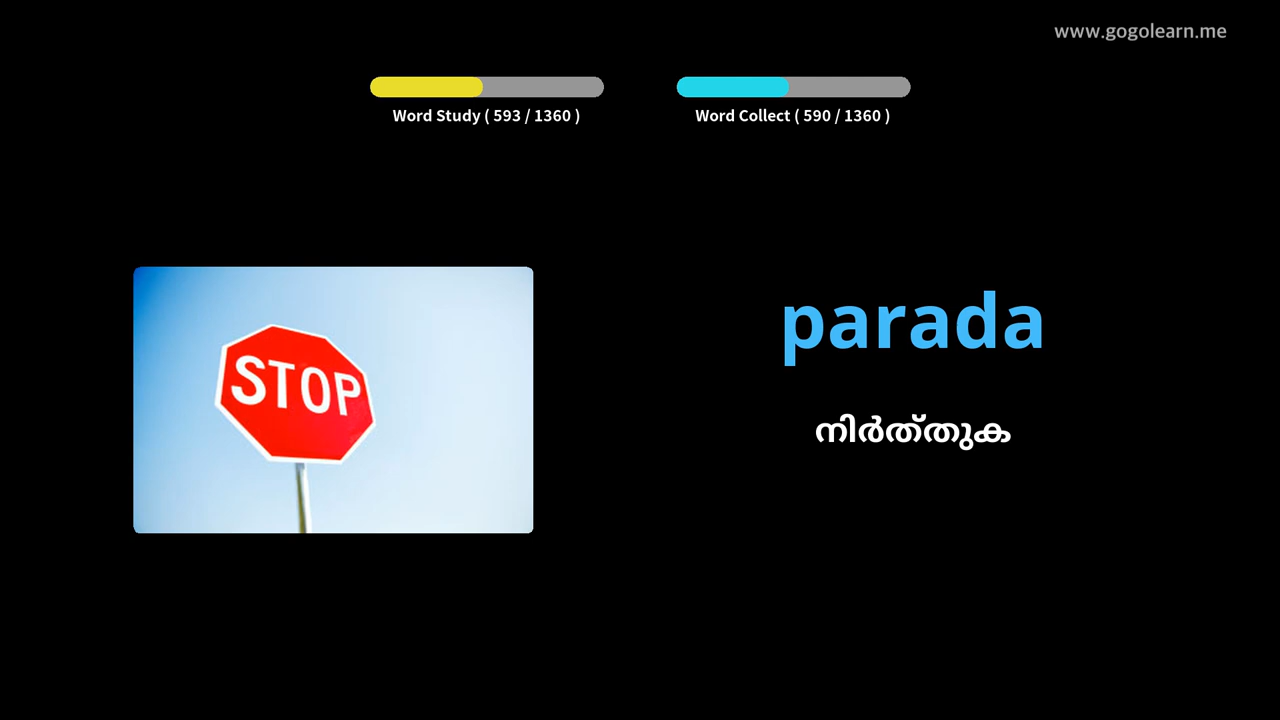 www.gogolearn.me
Word Study ( 593 / 1360 )
Word Collect ( 590 / 1360 )
STOP
parada
നിർത്തുക